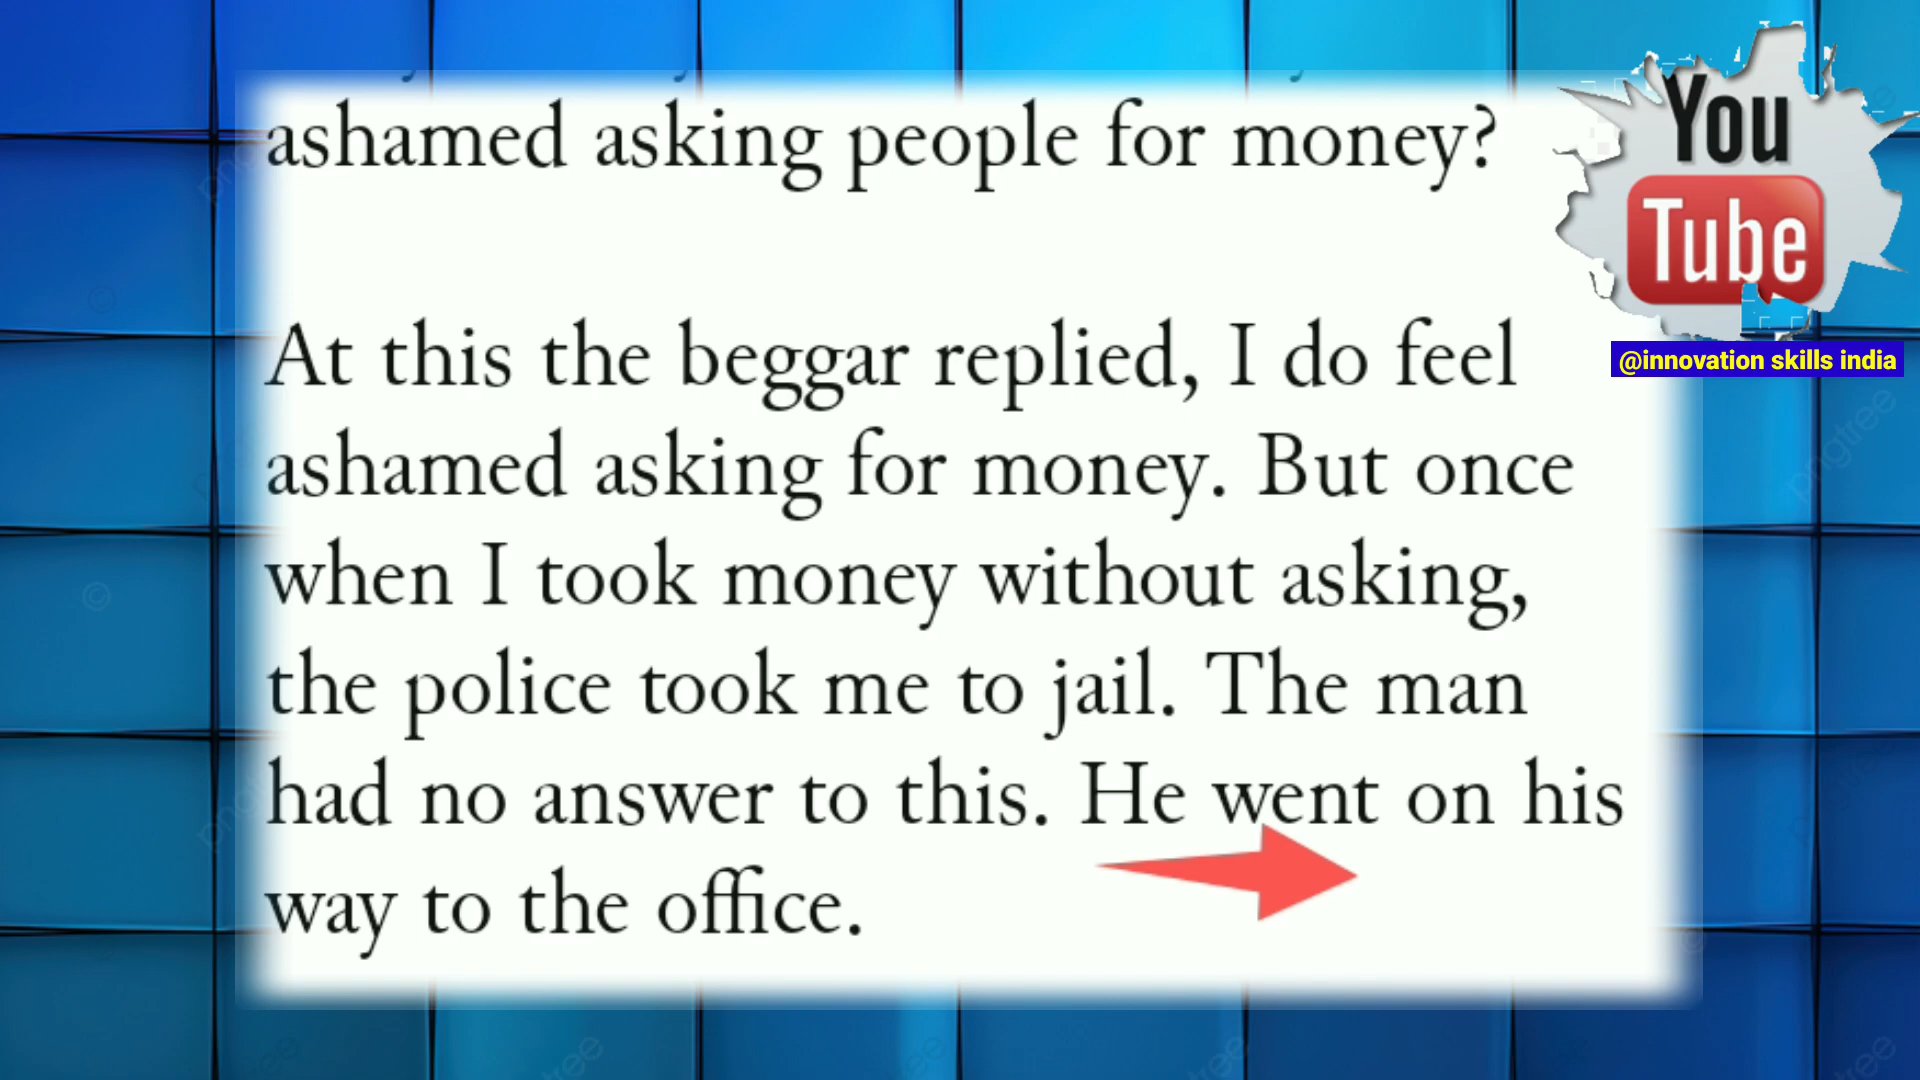 ashamed asking people for money?
At this the beggar replied, I do feel
ashamed asking for money. But once
when I took money without asking,
the police took me to jail. The man
had no answer to this. He went on his
way to the office.
You
Tube
@innovation skills india
pngtree